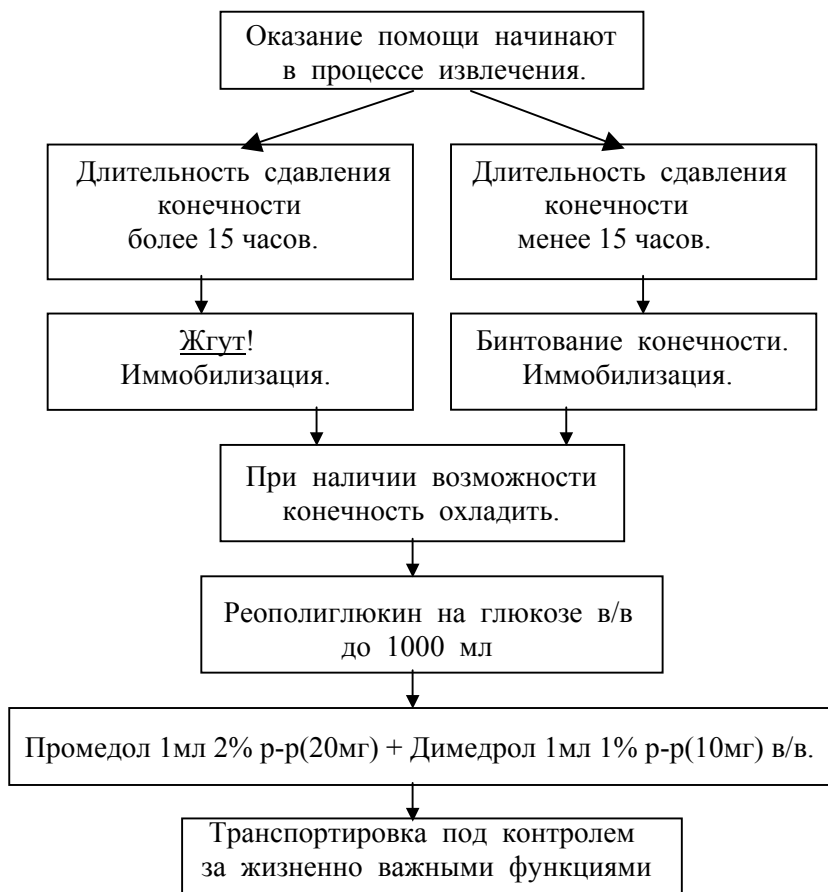 Оказание помощи начинают
в процессе извлечения.
Длительность сдавления
конечности
более 15 часов.
Длительность сдавления
конечности
менее 15 часов.
Жгут!
Иммобилизация.
Бинтование конечности.
Иммобилизация.
При наличии возможности
конечность охладить.
Реополиглюкин на глюкозе в/в
до 1000 мл
Промедол 1мл 2% р-р(20мг) + Димедрол 1мл 1% р-р(10мг) в/в.
Транспортировка под контролем
за жизненно важными функциями